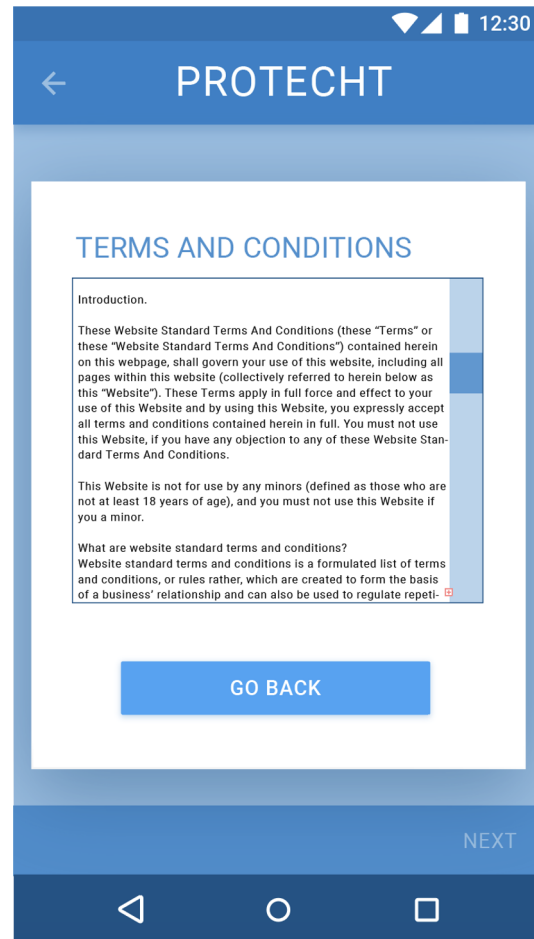 12:30
PROTECHT
TERMS AND CONDITIONS
Introduction.
These Website Standard Terms And Conditions (these “Terms” or
these “Website Standard Terms And Conditions”) contained herein
on this webpage, shall govern your use of this website, including all
pages within this website (collectively referred to herein below as
this “Website”). These Terms apply in full force and effect to your
use of this Website and by using this Website, you expressly accept
all terms and conditions contained herein in full. You must not use
this Website, if you have any objection to any of these Website Stan-
dard Terms And Conditions.
This Website is not for use by any minors (defined as those who are
not at least 18 years of age), and you must not use this Website if
you a minor.
What are website standard terms and conditions?
Website standard terms and conditions is a formulated list of terms
and conditions, or rules rather, which are created to form the basis
of a business’ relationship and can also be used to regulate repeti-
GO BACK
NEXT